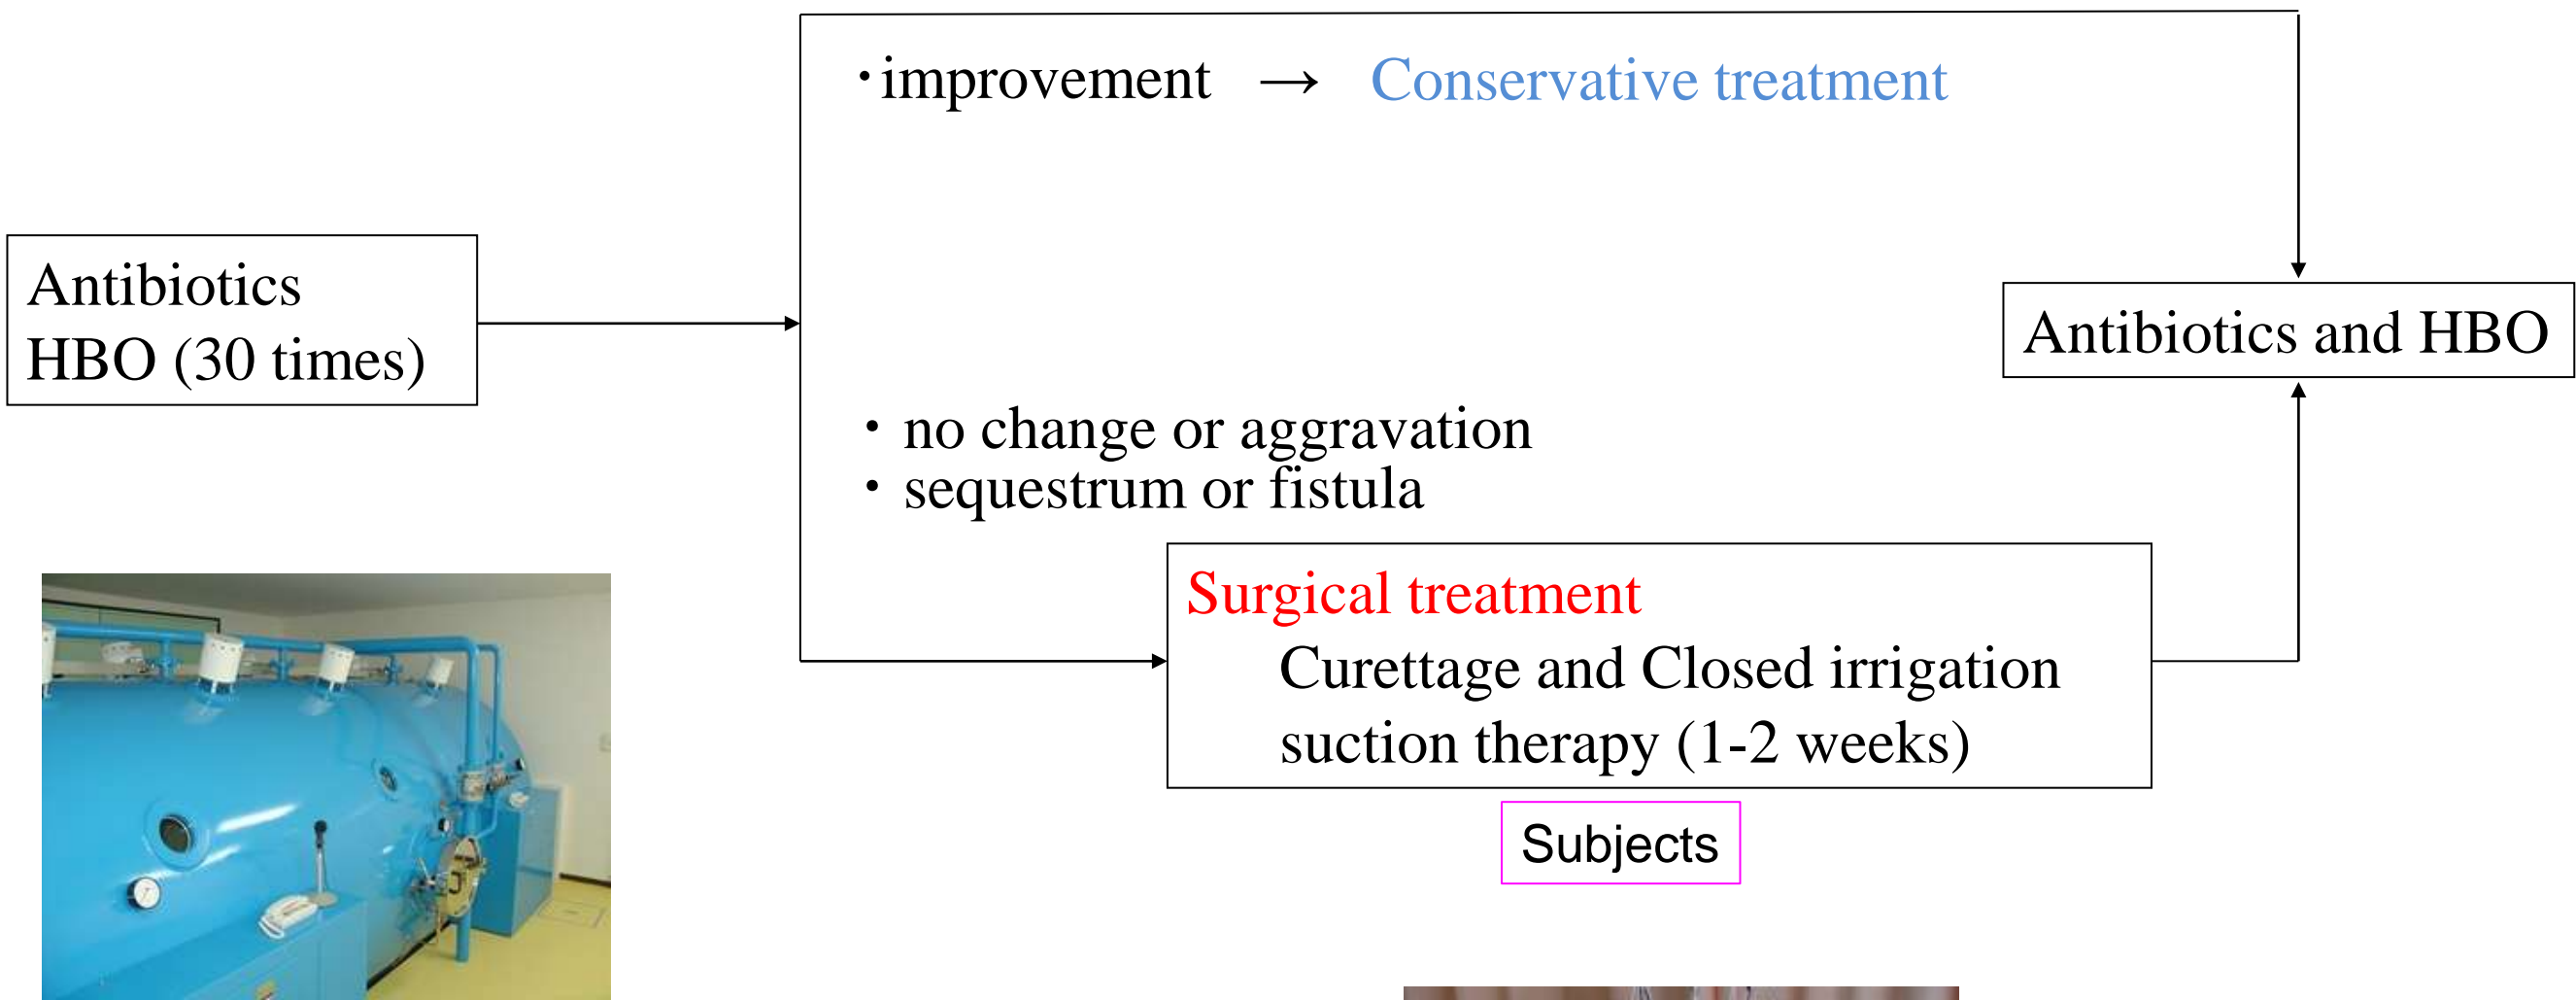 ・improvement → Conservative treatment
Antibiotics
HBO (30 times)
Antibiotics and HBO
・ no change or aggravation
・ sequestrum or fistula
Surgical treatment
Curettage and Closed irrigation
suction therapy (1-2 weeks)
Subjects